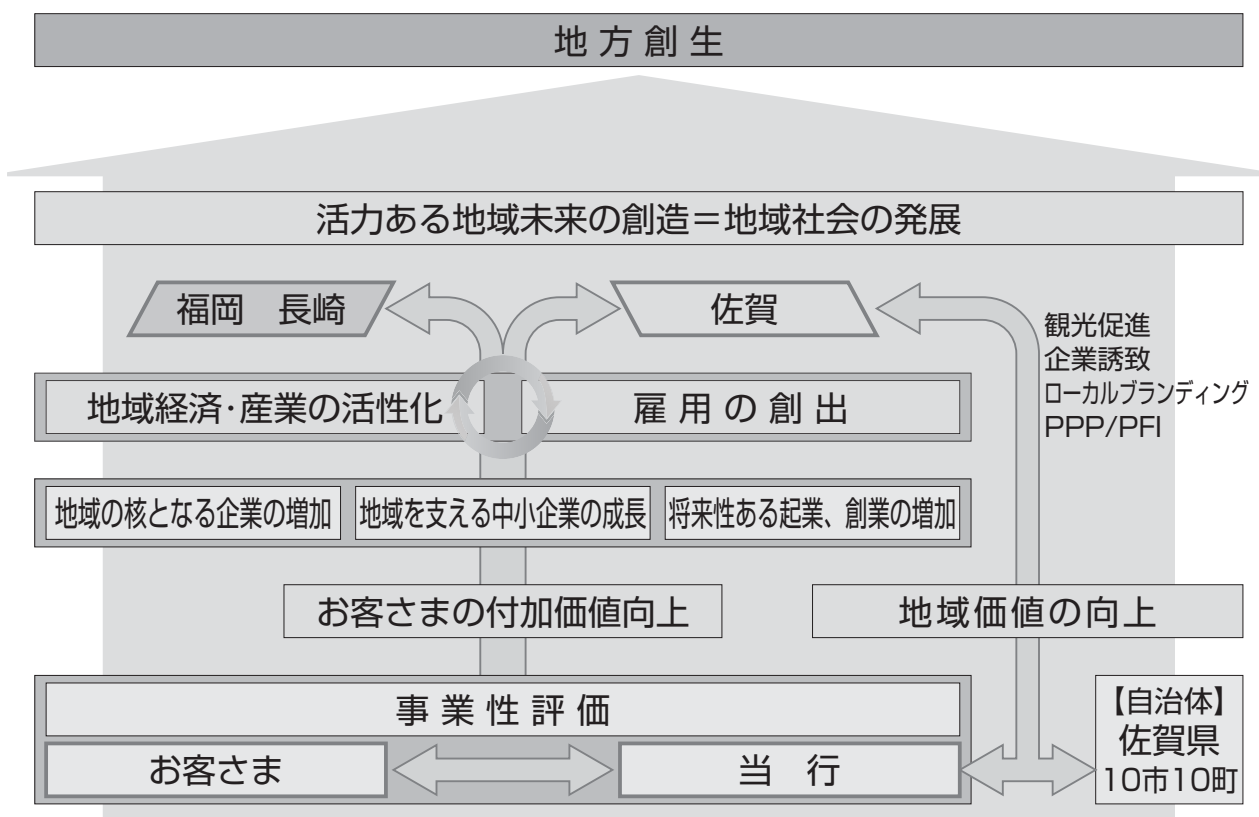 地方創生
活力ある地域未来の創造＝地域社会の発展
福岡　長崎
佐賀
観光促進
企業誘致
ローカルブランディング
PPP/PFI
地域経済・産業の活性化
雇用の創出
地域の核となる企業の増加
地域を支える中小企業の成長
将来性ある起業、創業の増加
お客さまの付加価値向上
地域価値の向上
事業性評価
お客さま
当　行
【自治体】
佐賀県
10市10町